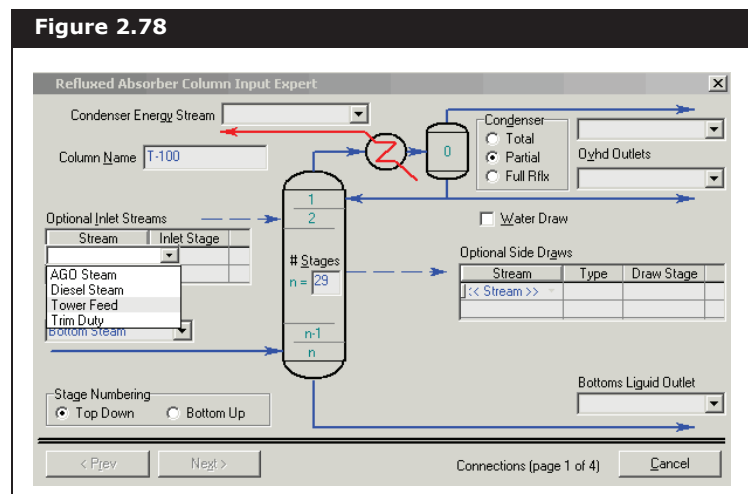 Figure 2.78
Refluxed Absorber Column Input Expert
Condenser Energy Stream
Column Name T-100
0
Condenser
Total
Partial
Full Rflx
Ovhd Outlets
1
2
Water Draw
Optional Inlet Streams
Stream Inlet Stage
AGO Steam
Diesel Steam
Tower Feed
Trim Duty
Bottom Steam
# Stages
n = 29
n-1
n
Optional Side Draws
Stream Type Draw Stage
<< Stream >>
Stage Numbering
Top Down Bottom Up
Bottoms Liquid Outlet
< Prev Next > Connections (page 1 of 4) Cancel